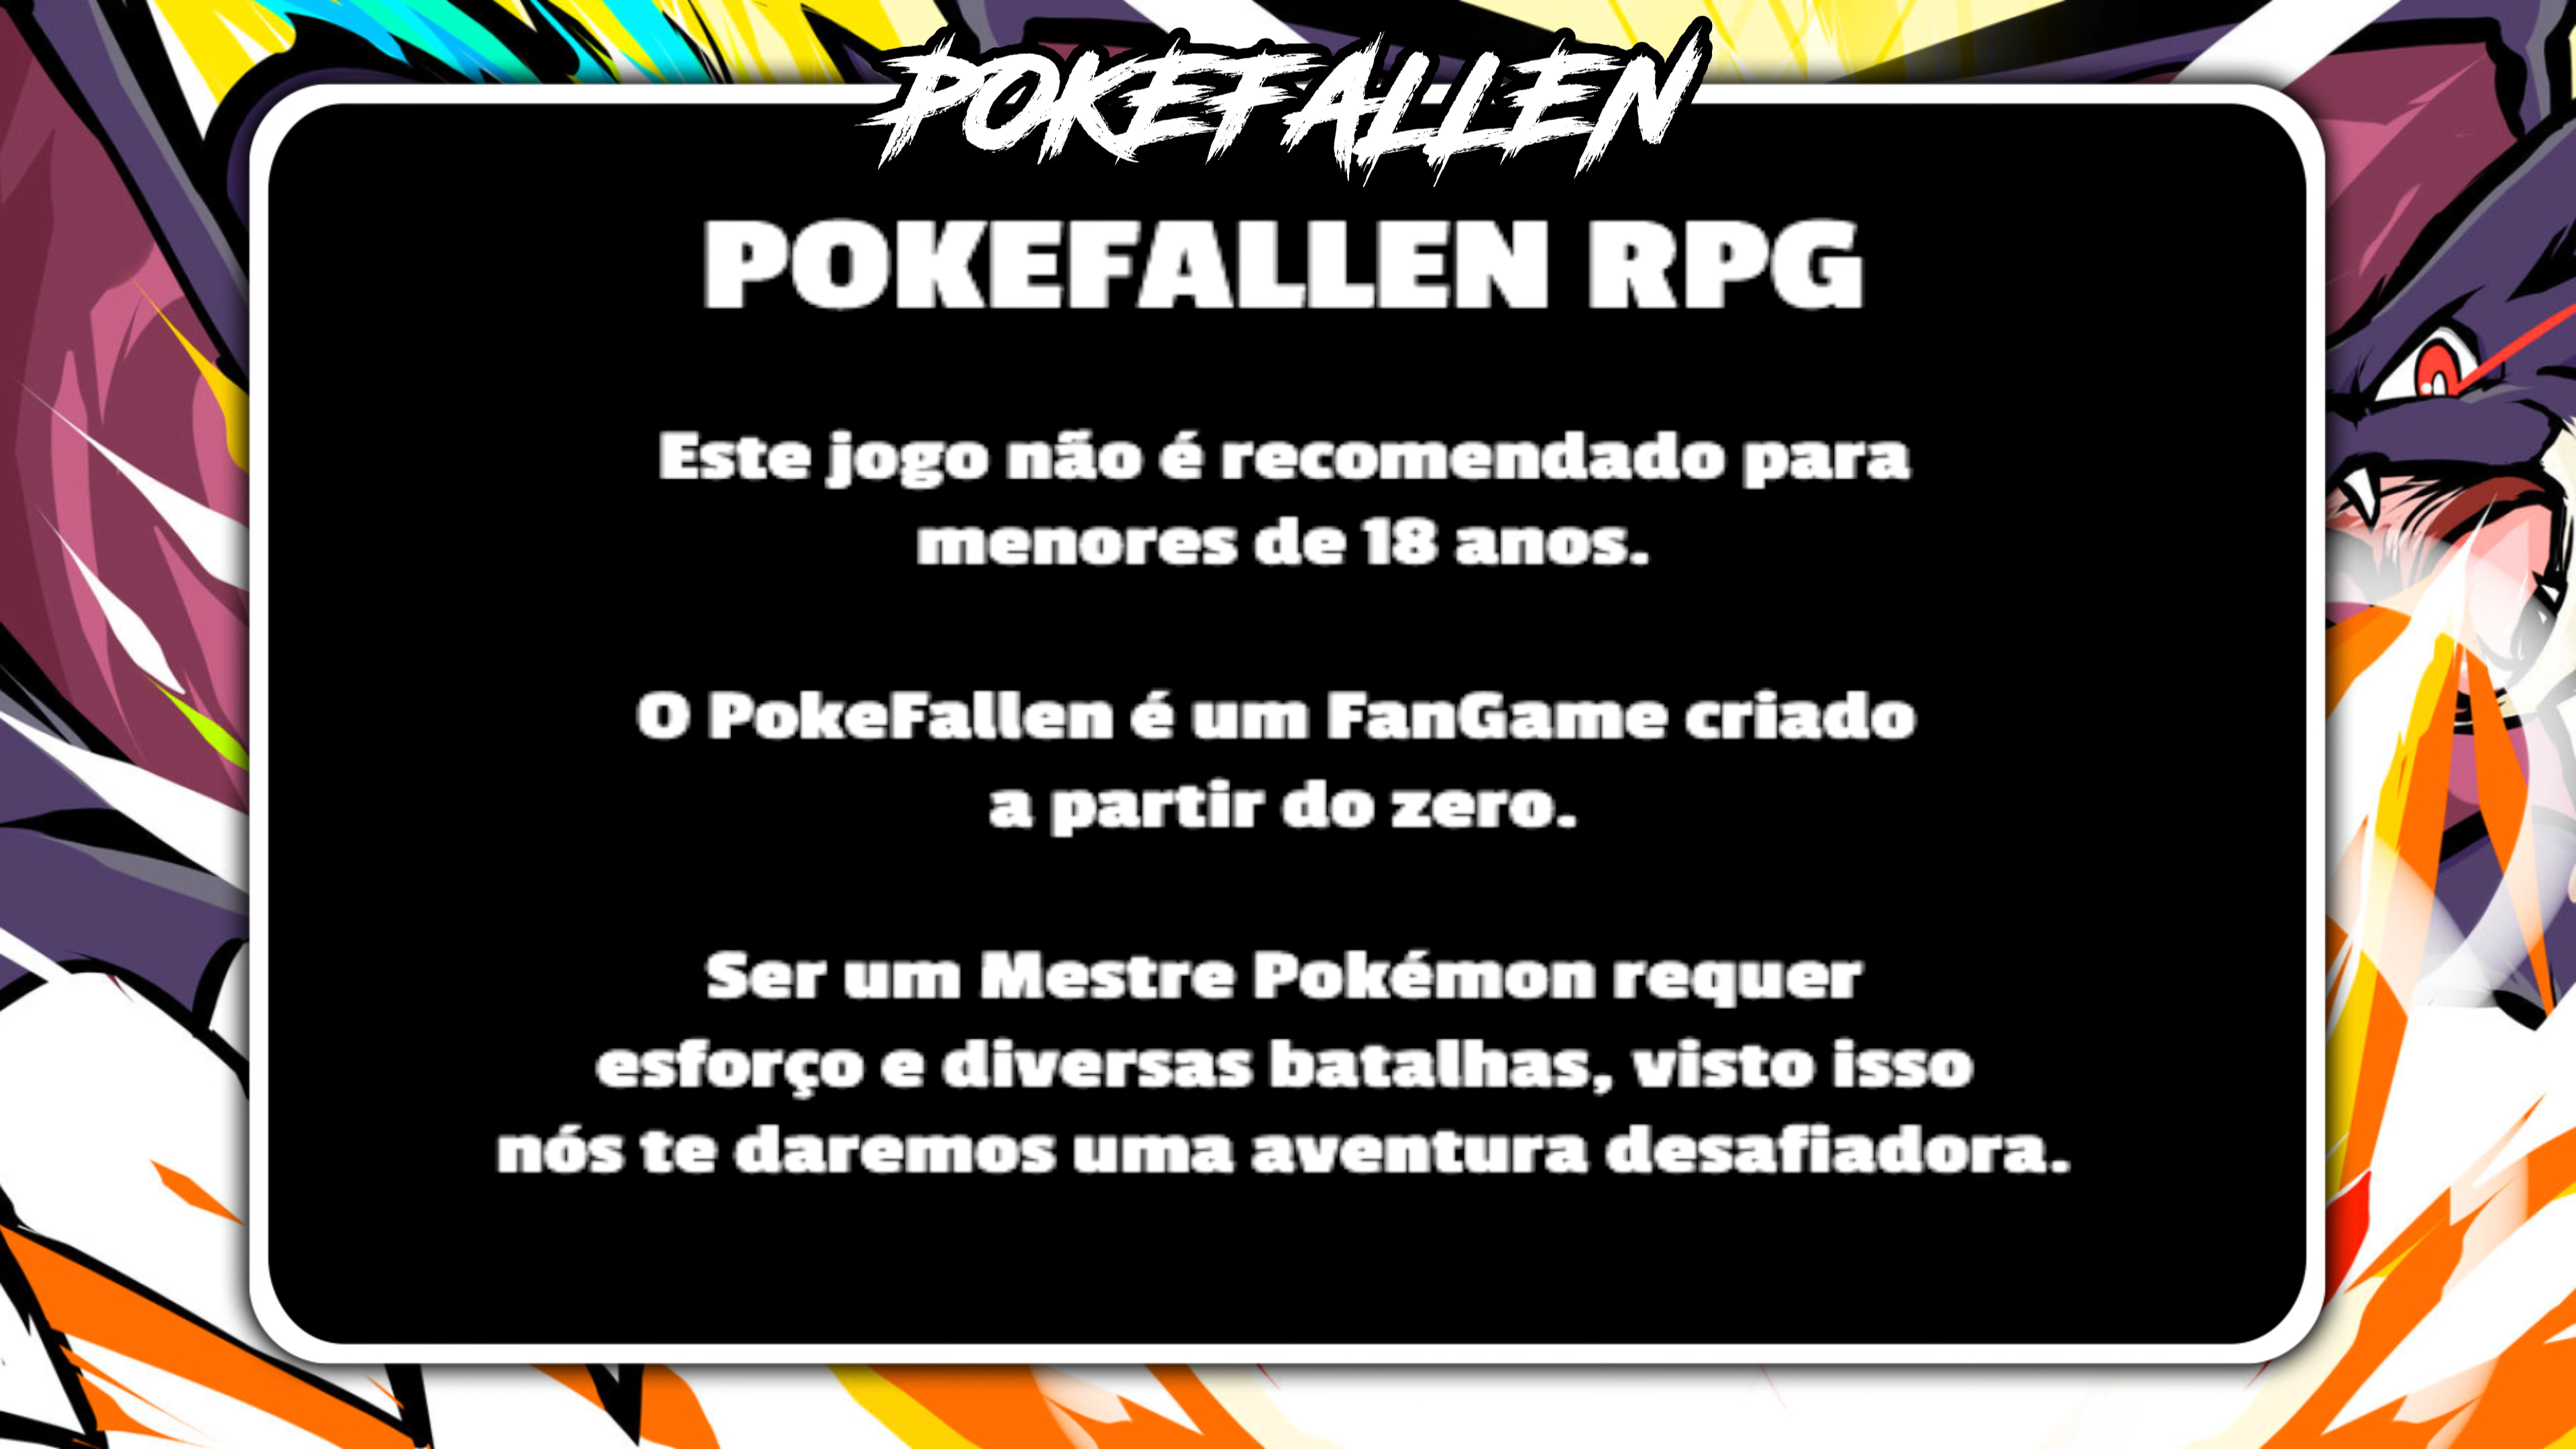 POKEFALLEN
POKEFALLEN RPG
Este jogo não é recomendado para
menores de 18 anos.
O PokeFallen é um FanGame criado
a partir do zero.
Ser um Mestre Pokémon requer
esforço e diversas batalhas, visto isso
nós te daremos uma aventura desafiadora.